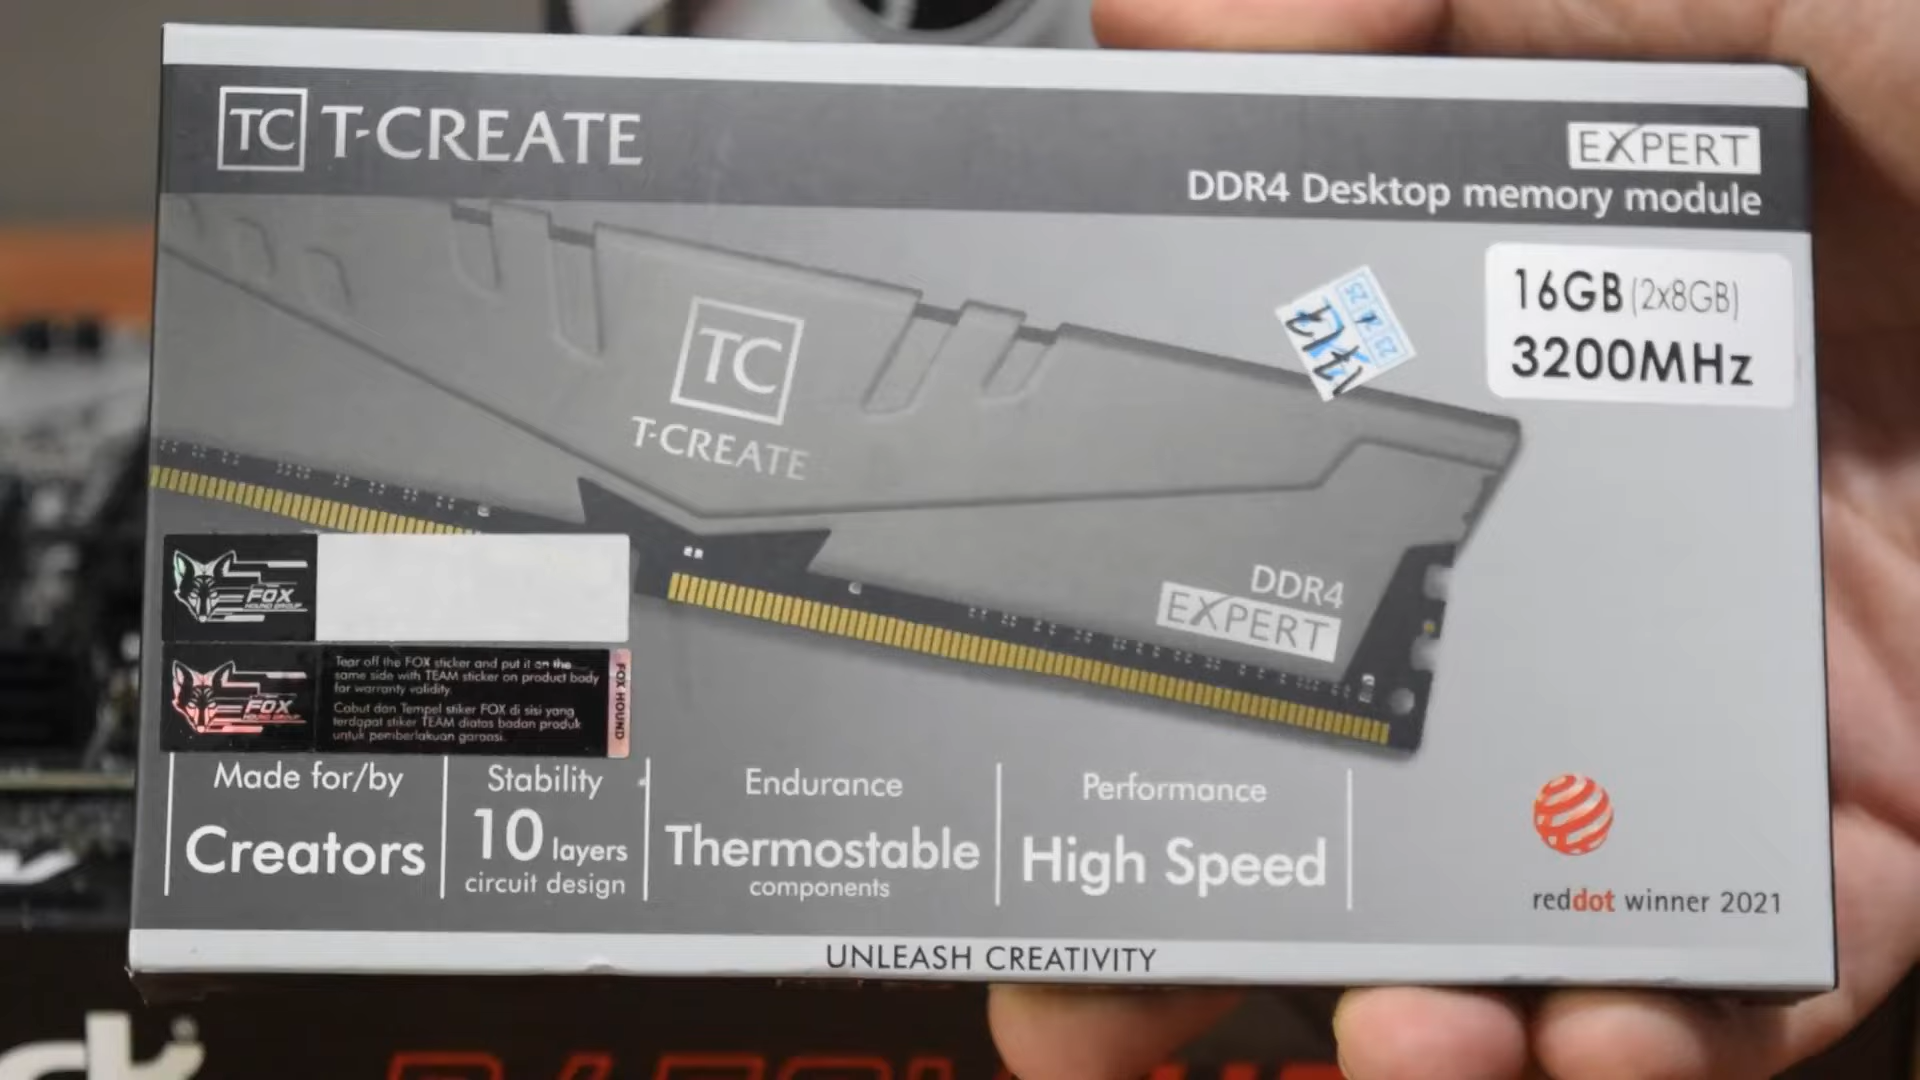 TC T-CREATE
EXPERT
DDR4 Desktop memory module
16GB (2x8GB)
3200MHz
TC
T-CREATE
DDR4
EXPERT
FOX
HOUND GROUP
FOX
HOUND GROUP
Tear off the FOX sticker and put it on the
same side with TEAM sticker on product body
for warranty validity.
Cabut dan Tempel stiker FOX di sisi yang
terdapat stiker TEAM diatas badan produk
untuk pemberlakuan garansi.
FOX HOUND
Made for/by
Creators
Stability
10 layers
circuit design
Endurance
Thermostable
components
Performance
High Speed
reddot winner 2021
UNLEASH CREATIVITY